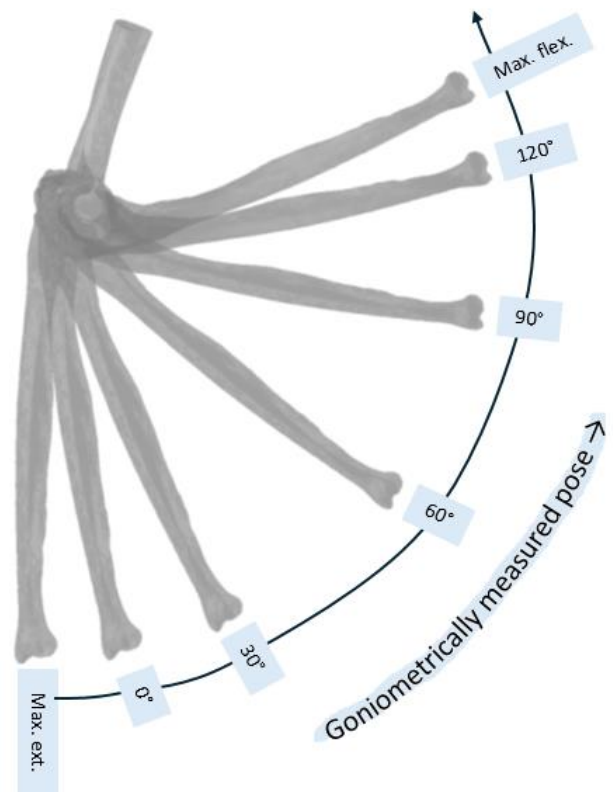 Max. flex.
120°
90°
60°
30°
0°
Max. ext.
Goniometrically measured pose →